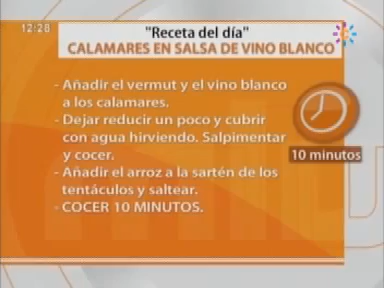 12:28
"Receta del día"
CALAMARES EN SALSA DE VINO BLANCO
- Añadir el vermut y el vino blanco
a los calamares.
- Dejar reducir un poco y cubrir
con agua hirviendo. Salpimentar
y cocer.
- Añadir el arroz a la sartén de los
tentáculos y saltear.
- COCER 10 MINUTOS.
10 minutos